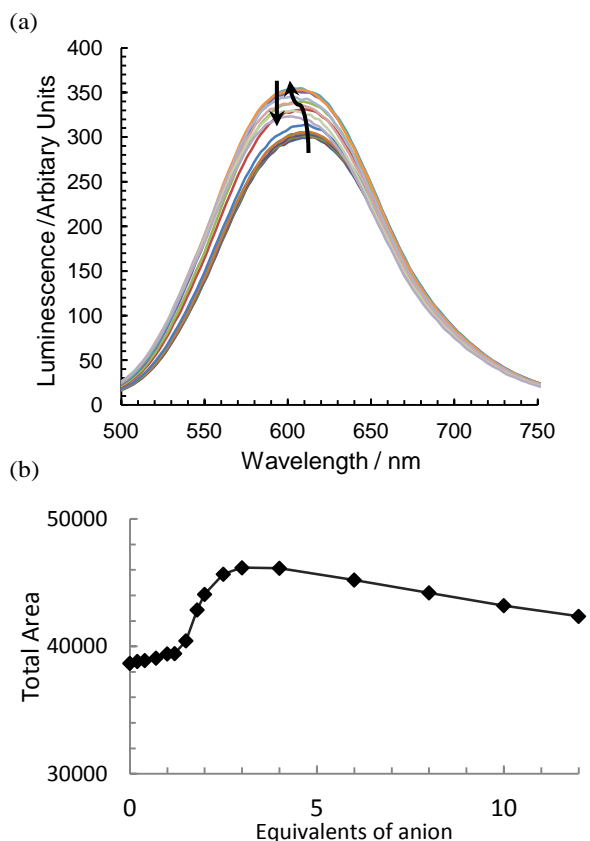 (a)
Luminescence /Arbitary Units
400
350
300
250
200
150
100
50
0
500 550 600 650 700 750
Wavelength / nm
(b)
Total Area
50000
40000
30000
0 5 10
Equivalents of anion